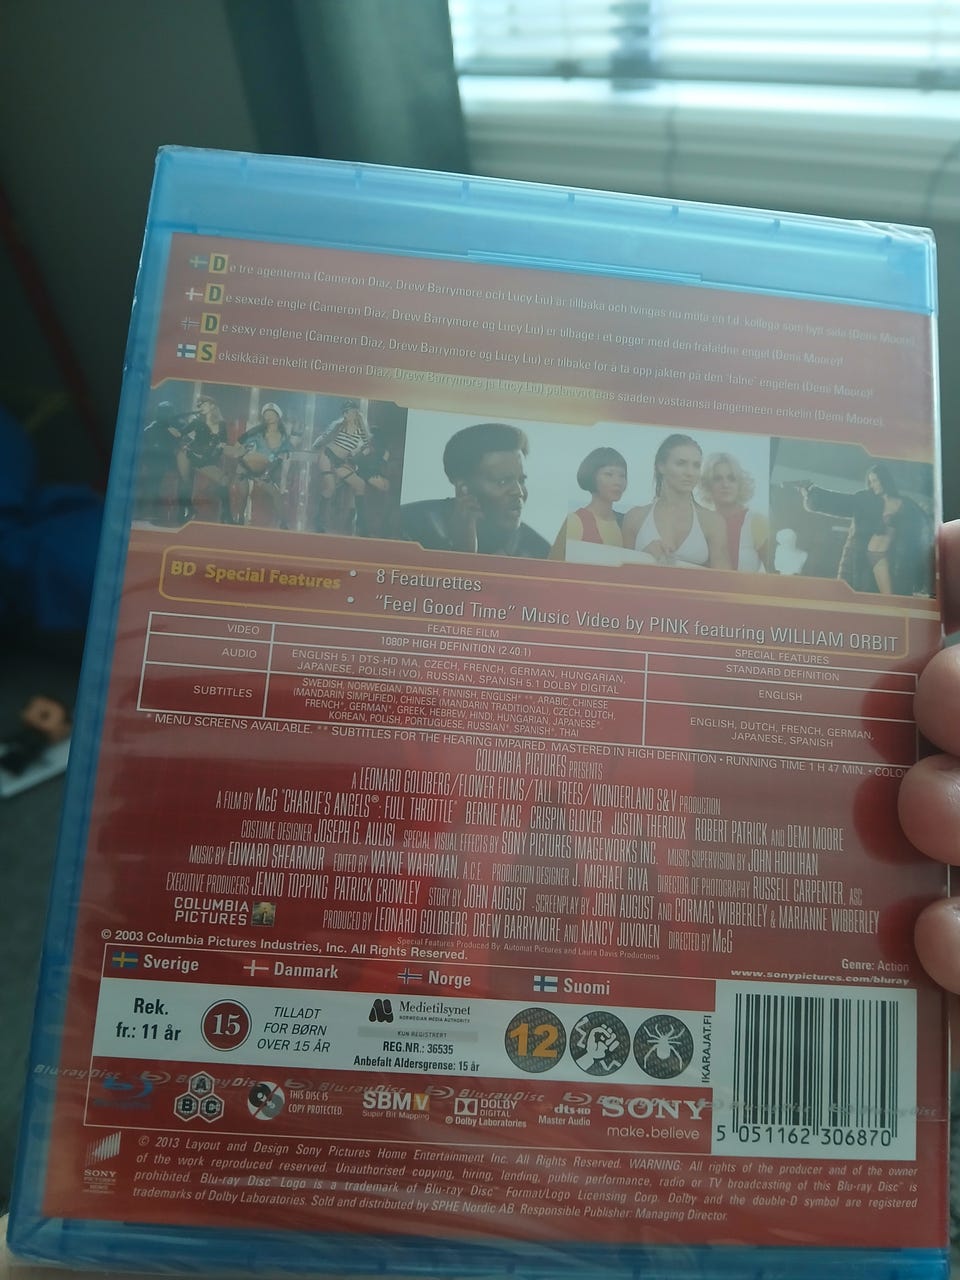 De tre agenterna (Cameron Diaz, Drew Barrymore och Lucy Liu) är tillbaka och tvingas nu möta en f.d. kollega som bytt sida (Demi Moore).
De sexede engle (Cameron Diaz, Drew Barrymore og Lucy Liu) er tilbage i et opgør med den frafaldne engel (Demi Moore)!
De sexy englene (Cameron Diaz, Drew Barrymore og Lucy Liu) er tilbake for å ta opp jakten på den 'falne' engelen (Demi Moore)!
Seksikkäät enkelit (Cameron Diaz, Drew Barrymore ja Lucy Liu) palaavat taas saaden vastaansa langenneen enkelin (Demi Moore).
BD Special Features
• 8 Featurettes
• "Feel Good Time" Music Video by PINK featuring WILLIAM ORBIT
FEATURE FILM SPECIAL FEATURES
VIDEO 1080P HIGH DEFINITION (2.40:1) STANDARD DEFINITION
AUDIO ENGLISH 5.1 DTS-HD MA, CZECH, FRENCH, GERMAN, HUNGARIAN, ENGLISH
JAPANESE, POLISH (VO), RUSSIAN, SPANISH 5.1 DOLBY DIGITAL
SUBTITLES SWEDISH, NORWEGIAN, DANISH, FINNISH, ENGLISH* **, ARABIC, CHINESE
(MANDARIN SIMPLIFIED), CHINESE (MANDARIN TRADITIONAL), CZECH, DUTCH,
FRENCH*, GERMAN*, GREEK, HEBREW, HINDI, HUNGARIAN, JAPANESE*
KOREAN, POLISH, PORTUGUESE, RUSSIAN*, SPANISH*, THAI
ENGLISH, DUTCH, FRENCH, GERMAN,
JAPANESE, SPANISH
* MENU SCREENS AVAILABLE. ** SUBTITLES FOR THE HEARING IMPAIRED. MASTERED IN HIGH DEFINITION • RUNNING TIME 1 H 47 MIN. • COLOU
COLUMBIA PICTURES PRESENTS
A LEONARD GOLDBERG/FLOWER FILMS/TALL TREES/WONDERLAND S&V PRODUCTION
A FILM BY McG "CHARLIE'S ANGELS®: FULL THROTTLE" BERNIE MAC CRISPIN GLOVER JUSTIN THEROUX ROBERT PATRICK AND DEMI MOORE
COSTUME DESIGNER JOSEPH G. AULISI SPECIAL VISUAL EFFECTS BY SONY PICTURES IMAGEWORKS INC. MUSIC SUPERVISION BY JOHN HOULIHAN
MUSIC BY EDWARD SHEARMUR EDITED BY WAYNE WAHRMAN, A.C.E. PRODUCTION DESIGNER J. MICHAEL RIVA DIRECTOR OF PHOTOGRAPHY RUSSELL CARPENTER, ASC
EXECUTIVE PRODUCERS JENNO TOPPING PATRICK CROWLEY STORY BY JOHN AUGUST SCREENPLAY BY JOHN AUGUST AND CORMAC WIBBERLEY & MARIANNE WIBBERLEY
COLUMBIA
PICTURES
PRODUCED BY LEONARD GOLDBERG, DREW BARRYMORE AND NANCY JUVONEN DIRECTED BY McG
Special Features Produced By: Automat Pictures and Laura Davis Productions
© 2003 Columbia Pictures Industries, Inc. All Rights Reserved.
Genre: Action
www.sonypictures.com/bluray
Sverige Danmark Norge Suomi
Rek.
fr.: 11 år
15
TILLADT
FOR BØRN
OVER 15 ÅR
Medietilsynet
NORWEGIAN MEDIA AUTHORITY
KUN REGISTRERT
REG.NR.: 36535
Anbefalt Aldersgrense: 15 år
12
IKARAJAT.FI
5 051162 306870
Blu-ray Disc Blu-ray Disc Blu-ray Disc Blu-ray Disc
A
B C
THIS DISC IS
COPY PROTECTED
SBMV
Super Bit Mapping
DOLBY
DIGITAL
© Dolby Laboratories
dts-HD
Master Audio
SONY
make.believe
SONY
PICTURES
© 2013 Layout and Design Sony Pictures Home Entertainment Inc. All Rights Reserved. WARNING: All rights of the producer and of the owner
of the work reproduced reserved. Unauthorised copying, hiring, lending, public performance, radio or TV broadcasting of this Blu-ray Disc™ is
prohibited. Blu-ray Disc™ Logo is a trademark of Blu-ray Disc™ Format/Logo Licensing Corp. Dolby and the double-D symbol are registered
trademarks of Dolby Laboratories. Sold and distributed by SPHE Nordic AB. Responsible Publisher: Managing Director.